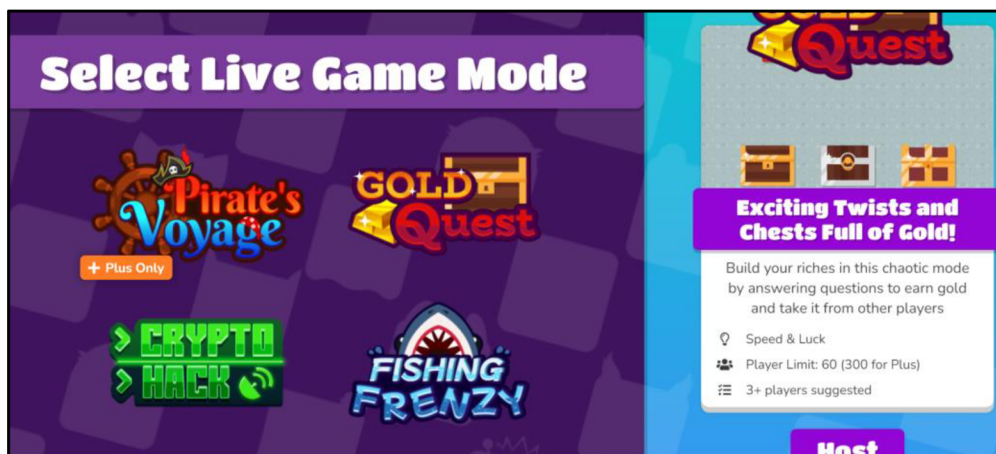 Select Live Game Mode
Pirate's
Voyage
+ Plus Only
GOLD
Quest
> CRYPTO
> HACK
FISHING
FRENZY
GOLD
Quest
Exciting Twists and
Chests Full of Gold!
Build your riches in this chaotic mode
by answering questions to earn gold
and take it from other players
Speed & Luck
Player Limit: 60 (300 for Plus)
3+ players suggested
Host